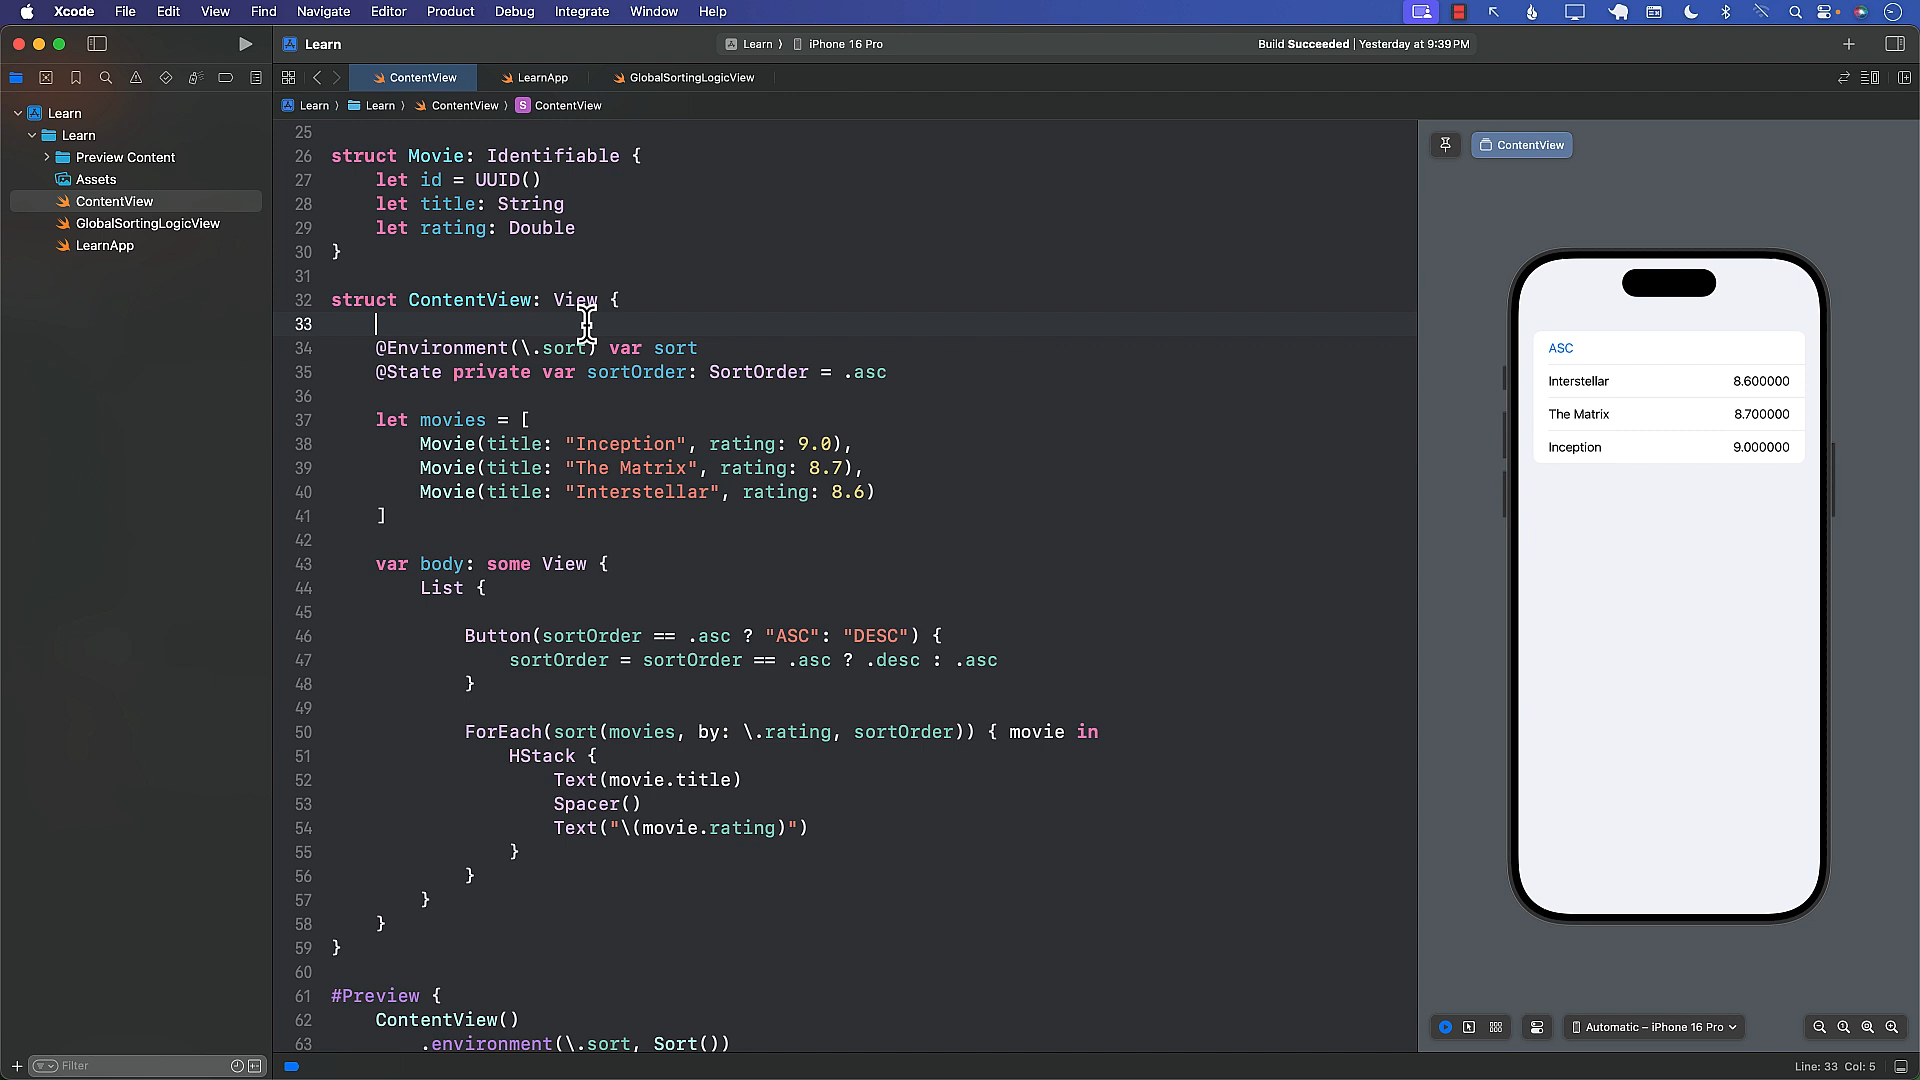 Xcode File Edit View Find Navigate Editor Product Debug Integrate Window Help
Learn
Learn 〉 iPhone 16 Pro
Build Succeeded | Yesterday at 9:39 PM
ContentView
LearnApp
GlobalSortingLogicView
Learn 〉 Learn 〉 ContentView 〉 S ContentView
Learn
Learn
Preview Content
Assets
ContentView
GlobalSortingLogicView
LearnApp
Filter
25
26 struct Movie: Identifiable {
27     let id = UUID()
28     let title: String
29     let rating: Double
30 }
31
32 struct ContentView: View {
33
34     @Environment(\.sort) var sort
35     @State private var sortOrder: SortOrder = .asc
36
37     let movies = [
38         Movie(title: "Inception", rating: 9.0),
39         Movie(title: "The Matrix", rating: 8.7),
40         Movie(title: "Interstellar", rating: 8.6)
41     ]
42
43     var body: some View {
44         List {
45
46             Button(sortOrder == .asc ? "ASC": "DESC") {
47                 sortOrder = sortOrder == .asc ? .desc : .asc
48             }
49
50             ForEach(sort(movies, by: \.rating, sortOrder)) { movie in
51                 HStack {
52                     Text(movie.title)
53                     Spacer()
54                     Text("\(movie.rating)")
55                 }
56             }
57         }
58     }
59 }
60
61 #Preview {
62     ContentView()
63         .environment(\.sort, Sort())
ContentView
ASC
Interstellar 8.600000
The Matrix 8.700000
Inception 9.000000
Automatic – iPhone 16 Pro
Line: 33 Col: 5